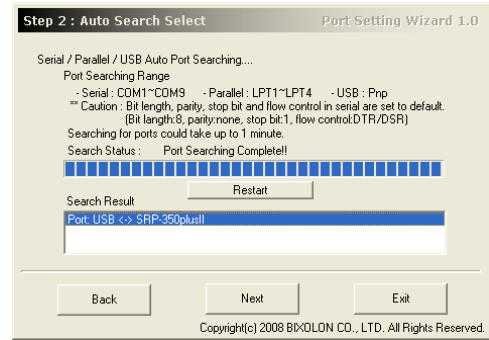 Step 2 : Auto Search Select Port Setting Wizard 1.0
Serial / Parallel / USB Auto Port Searching....
Port Searching Range
- Serial : COM1~COM9 - Parallel : LPT1~LPT4 - USB : Pnp
** Caution : Bit length, parity, stop bit and flow control in serial are set to default.
(Bit length:8, parity:none, stop bit:1, flow control:DTR/DSR)
Searching for ports could take up to 1 minute.
Search Status : Port Searching Complete!!
Restart
Search Result
Port: USB <-> SRP-350plusII
Back Next Exit
Copyright(c) 2008 BIXOLON CO., LTD. All Rights Reserved.